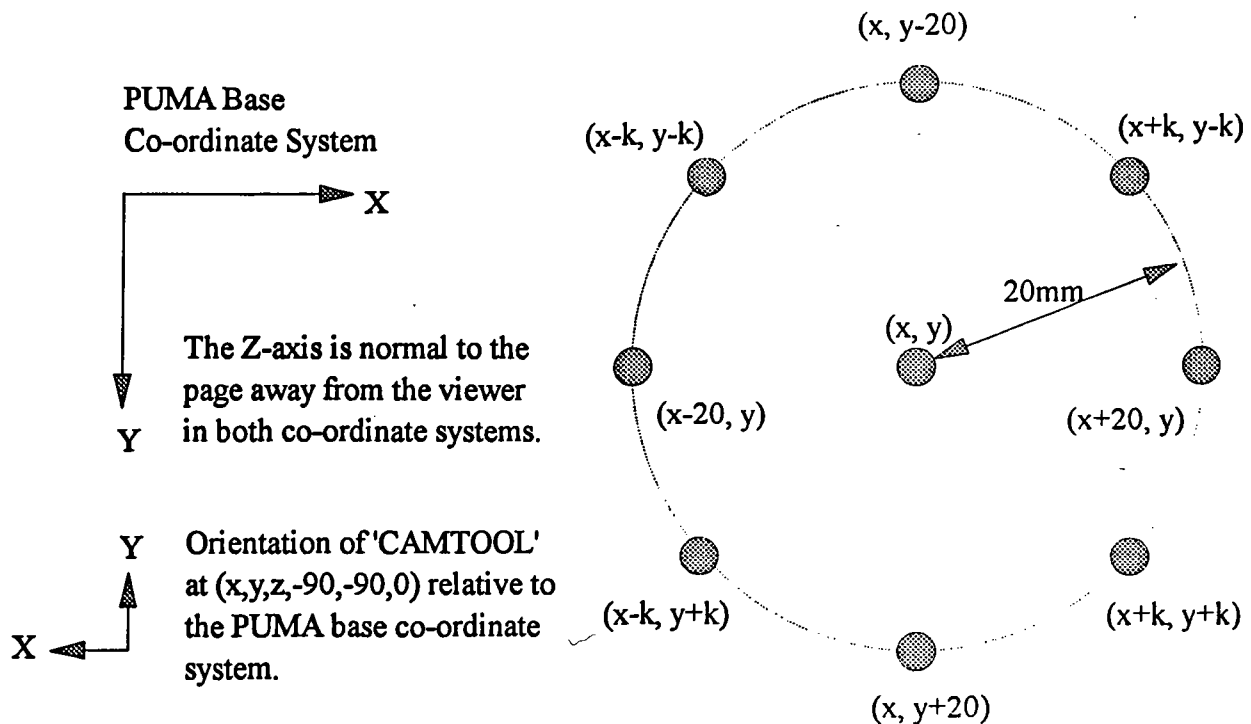 PUMA Base
Co-ordinate System
X
Y
The Z-axis is normal to the
page away from the viewer
in both co-ordinate systems.
Y
X
Orientation of 'CAMTOOL'
at (x,y,z,-90,-90,0) relative to
the PUMA base co-ordinate
system.
(x, y-20)
(x-k, y-k)
(x+k, y-k)
20mm
(x, y)
(x-20, y)
(x+20, y)
(x-k, y+k)
(x+k, y+k)
(x, y+20)